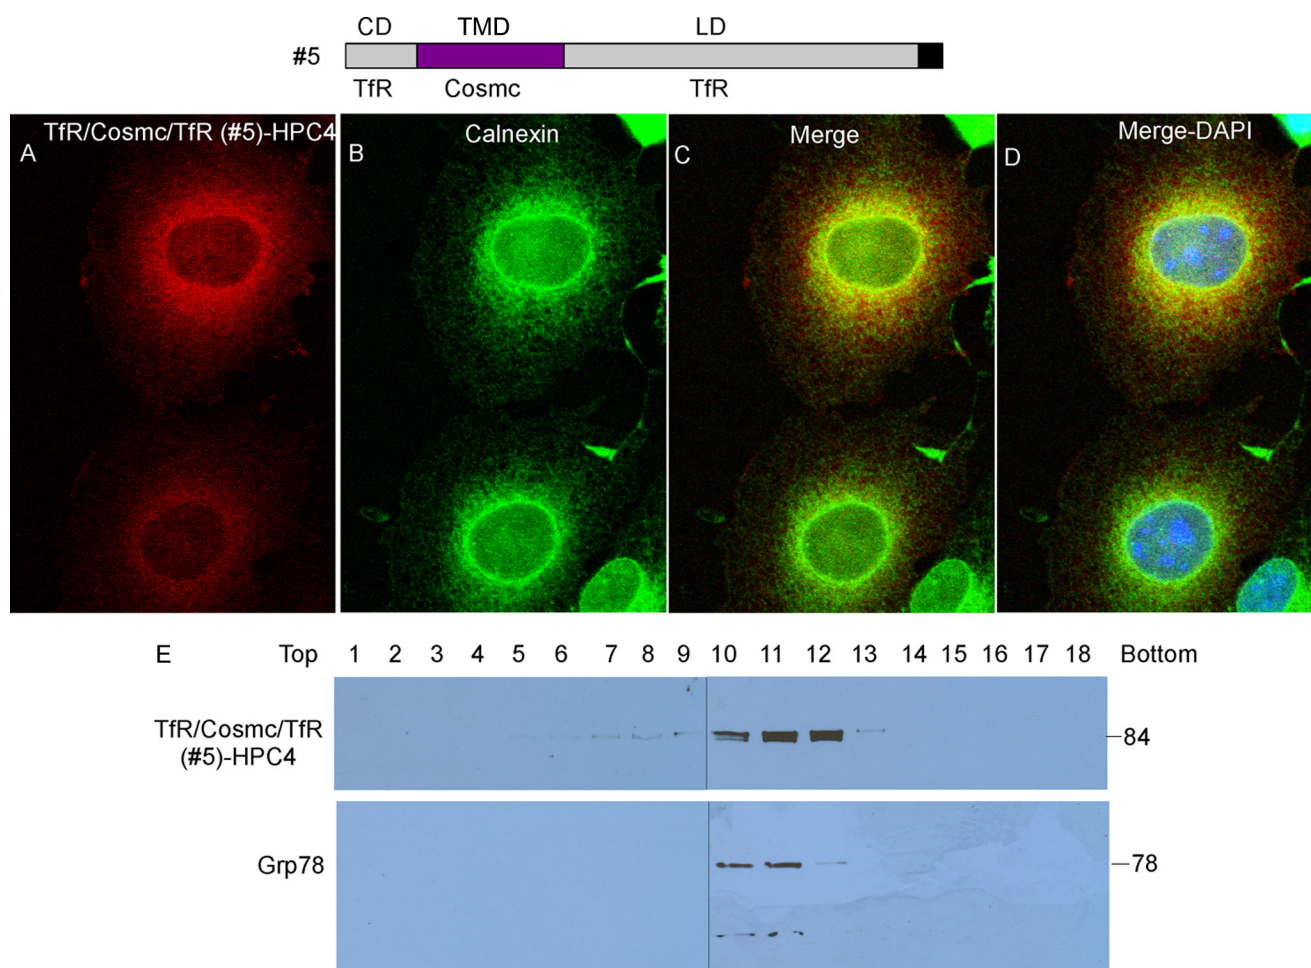 CD TMD LD
#5
TfR Cosmc TfR
TfR/Cosmc/TfR (#5)-HPC4 Calnexin Merge Merge-DAPI
A B C D
E Top 1 2 3 4 5 6 7 8 9 10 11 12 13 14 15 16 17 18 Bottom
TfR/Cosmc/TfR
(#5)-HPC4
84
Grp78
78